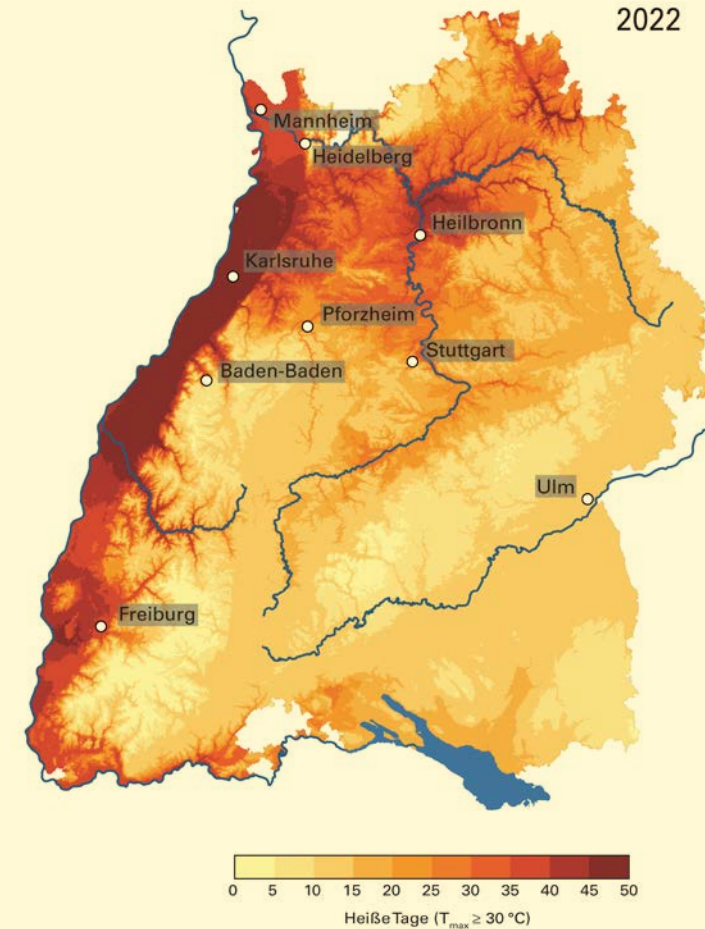 2022
Mannheim
Heidelberg
Heilbronn
Karlsruhe
Pforzheim
Stuttgart
Baden-Baden
Ulm
Freiburg
0 5 10 15 20 25 30 35 40 45 50
Heiße Tage (Tmax ≥ 30 °C)